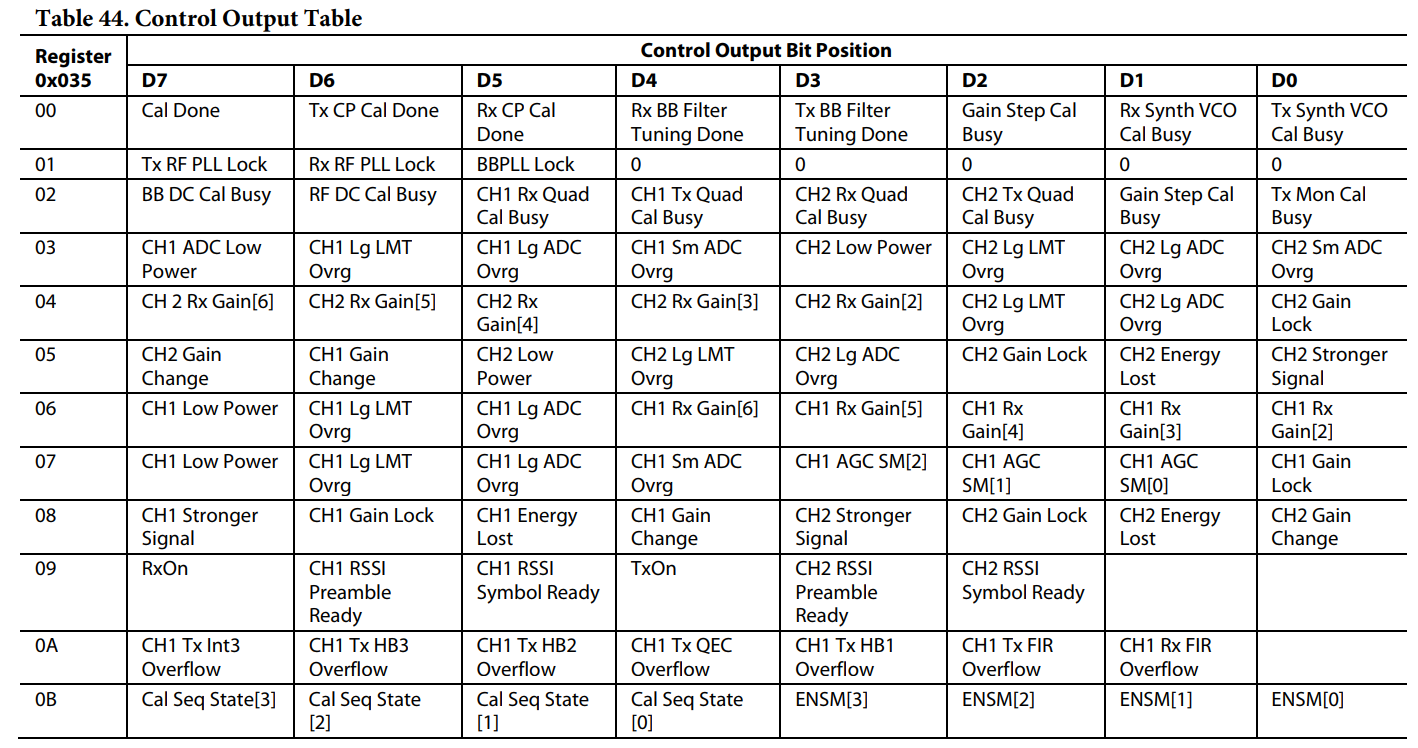 Table 44. Control Output Table
Register Control Output Bit Position
0x035 D7 D6 D5 D4 D3 D2 D1 D0
00 Cal Done Tx CP Cal Done Rx CP Cal Rx BB Filter Tx BB Filter Gain Step Cal Rx Synth VCO Tx Synth VCO
Done Tuning Done Tuning Done Busy Cal Busy Cal Busy
01 Tx RF PLL Lock Rx RF PLL Lock BBPLL Lock 0 0 0 0 0
02 BB DC Cal Busy RF DC Cal Busy CH1 Rx Quad CH1 Tx Quad CH2 Rx Quad CH2 Tx Quad Gain Step Cal Tx Mon Cal
Cal Busy Cal Busy Cal Busy Cal Busy Busy Busy
03 CH1 ADC Low CH1 Lg LMT CH1 Lg ADC CH1 Sm ADC CH2 Low Power CH2 Lg LMT CH2 Lg ADC CH2 Sm ADC
Power Ovrg Ovrg Ovrg Ovrg Ovrg Ovrg
04 CH 2 Rx Gain[6] CH2 Rx Gain[5] CH2 Rx CH2 Rx Gain[3] CH2 Rx Gain[2] CH2 Lg LMT CH2 Lg ADC CH2 Gain
Gain[4] Ovrg Ovrg Lock
05 CH2 Gain CH1 Gain CH2 Low CH2 Lg LMT CH2 Lg ADC CH2 Gain Lock CH2 Energy CH2 Stronger
Change Change Power Ovrg Ovrg Lost Signal
06 CH1 Low Power CH1 Lg LMT CH1 Lg ADC CH1 Rx Gain[6] CH1 Rx Gain[5] CH1 Rx CH1 Rx CH1 Rx
Ovrg Ovrg Gain[4] Gain[3] Gain[2]
07 CH1 Low Power CH1 Lg LMT CH1 Lg ADC CH1 Sm ADC CH1 AGC SM[2] CH1 AGC CH1 AGC CH1 Gain
Ovrg Ovrg Ovrg SM[1] SM[0] Lock
08 CH1 Stronger CH1 Gain Lock CH1 Energy CH1 Gain CH2 Stronger CH2 Gain Lock CH2 Energy CH2 Gain
Signal Lost Change Signal Lost Change
09 RxOn CH1 RSSI CH1 RSSI TxOn CH2 RSSI CH2 RSSI
Preamble Symbol Ready Preamble Symbol Ready
Ready Ready
0A CH1 Tx Int3 CH1 Tx HB3 CH1 Tx HB2 CH1 Tx QEC CH1 Tx HB1 CH1 Tx FIR CH1 Rx FIR
Overflow Overflow Overflow Overflow Overflow Overflow Overflow
0B Cal Seq State[3] Cal Seq State Cal Seq State Cal Seq State ENSM[3] ENSM[2] ENSM[1] ENSM[0]
[2] [1] [0]